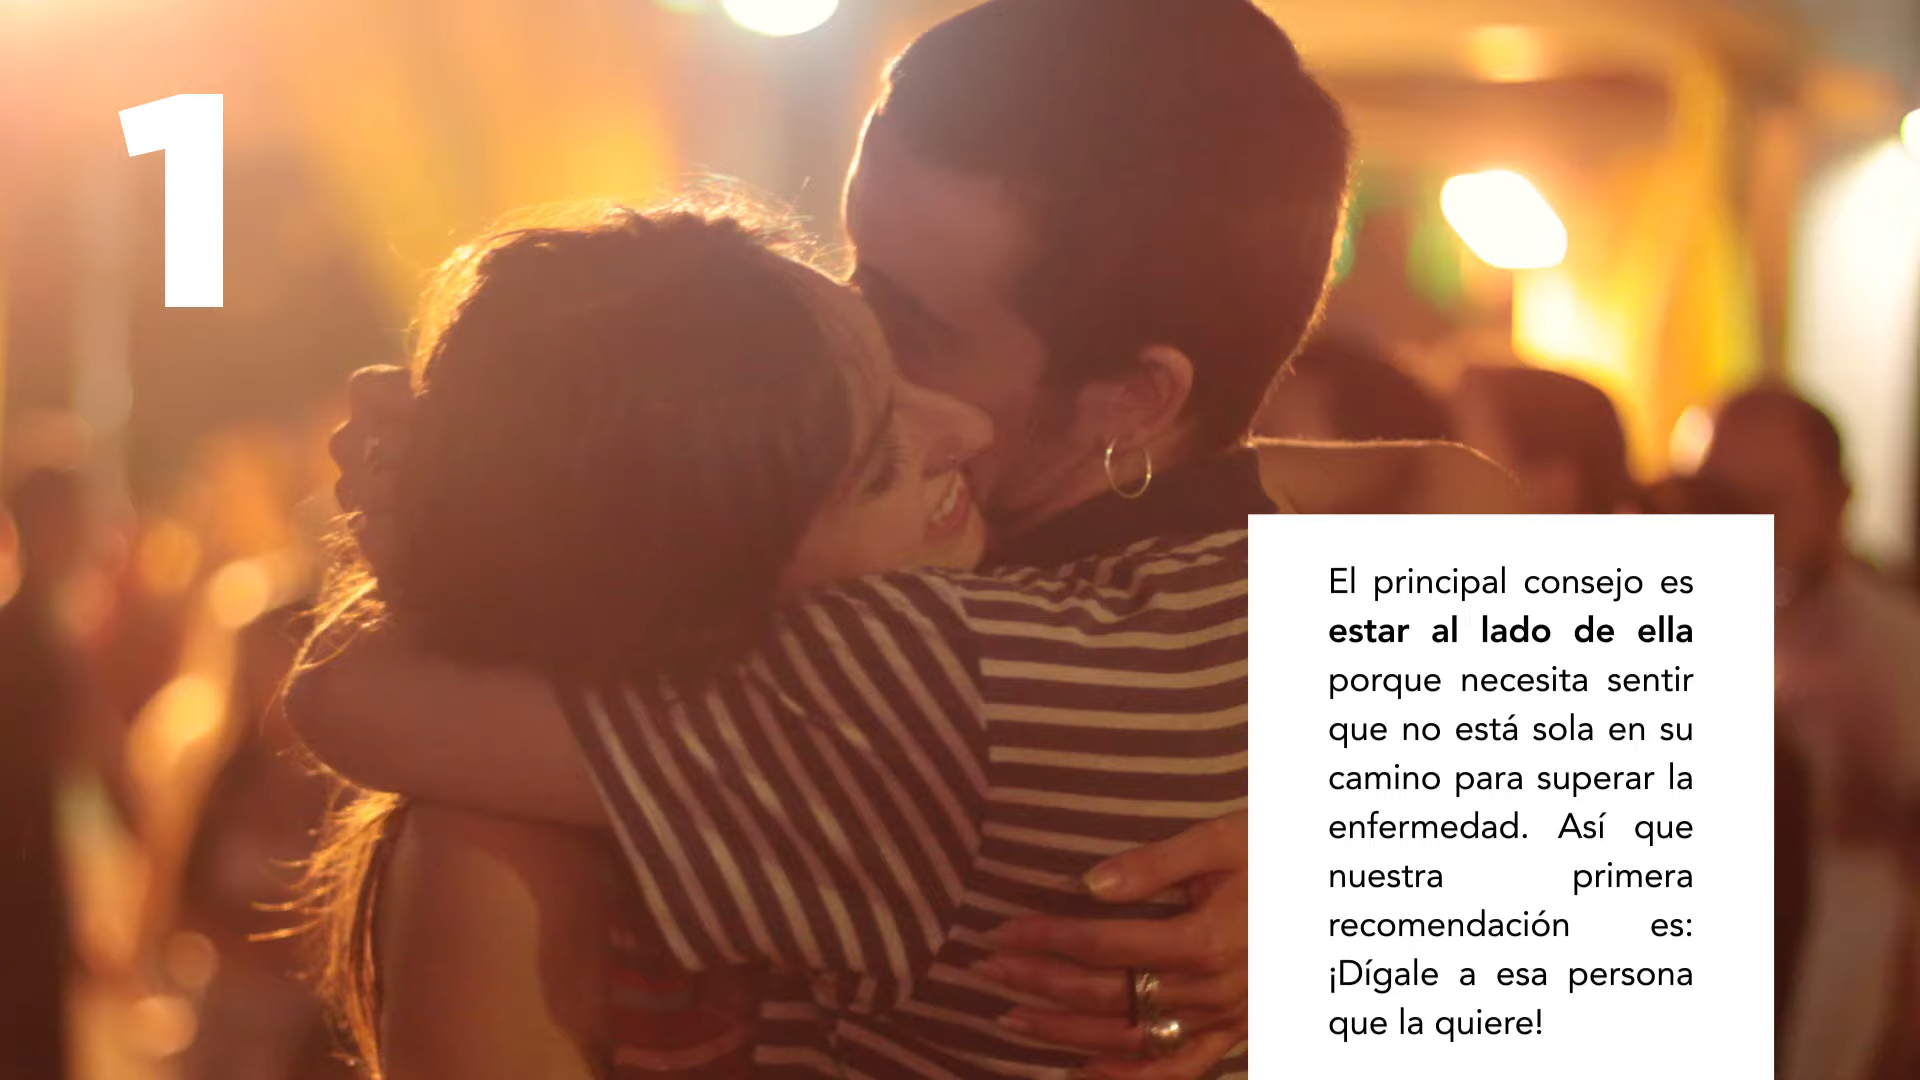 1
El principal consejo es
estar al lado de ella
porque necesita sentir
que no está sola en su
camino para superar la
enfermedad. Así que
nuestra primera
recomendación es:
¡Dígale a esa persona
que la quiere!